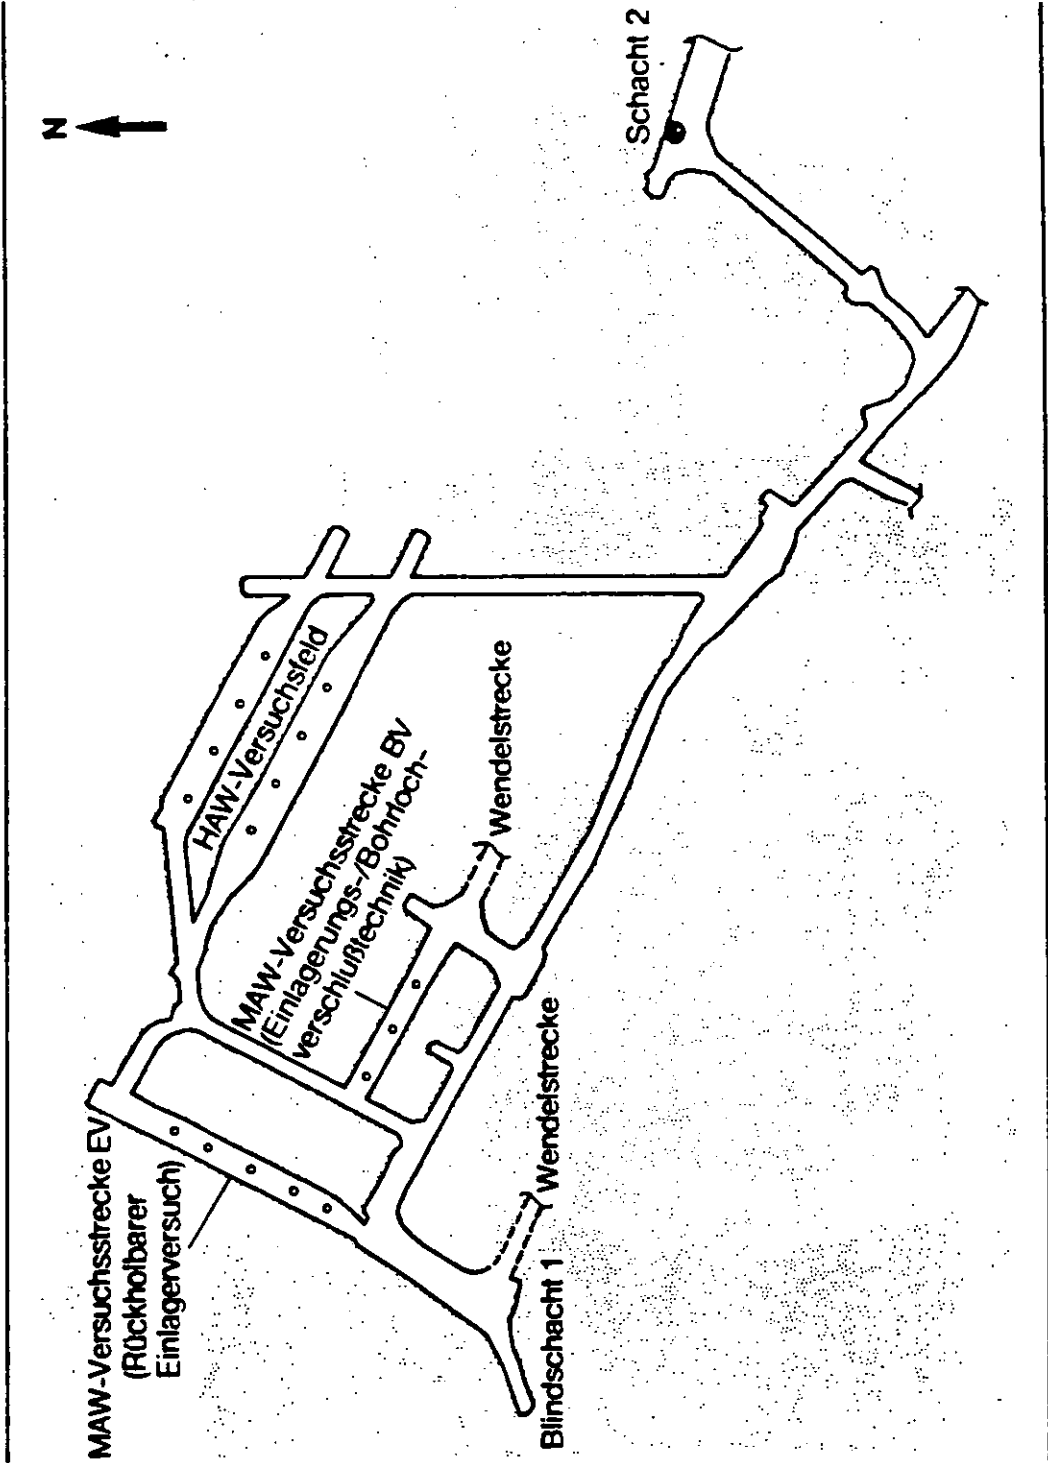 N
Schacht 2
HAW-Versuchsfeld
MAW-Versuchsstrecke BV
(Einlagerungs-/Bohrloch-
verschlußtechnik)
Wendelstrecke
MAW-Versuchsstrecke EV
(Rückholbarer
Einlagerversuch)
Wendelstrecke
Blindschacht 1